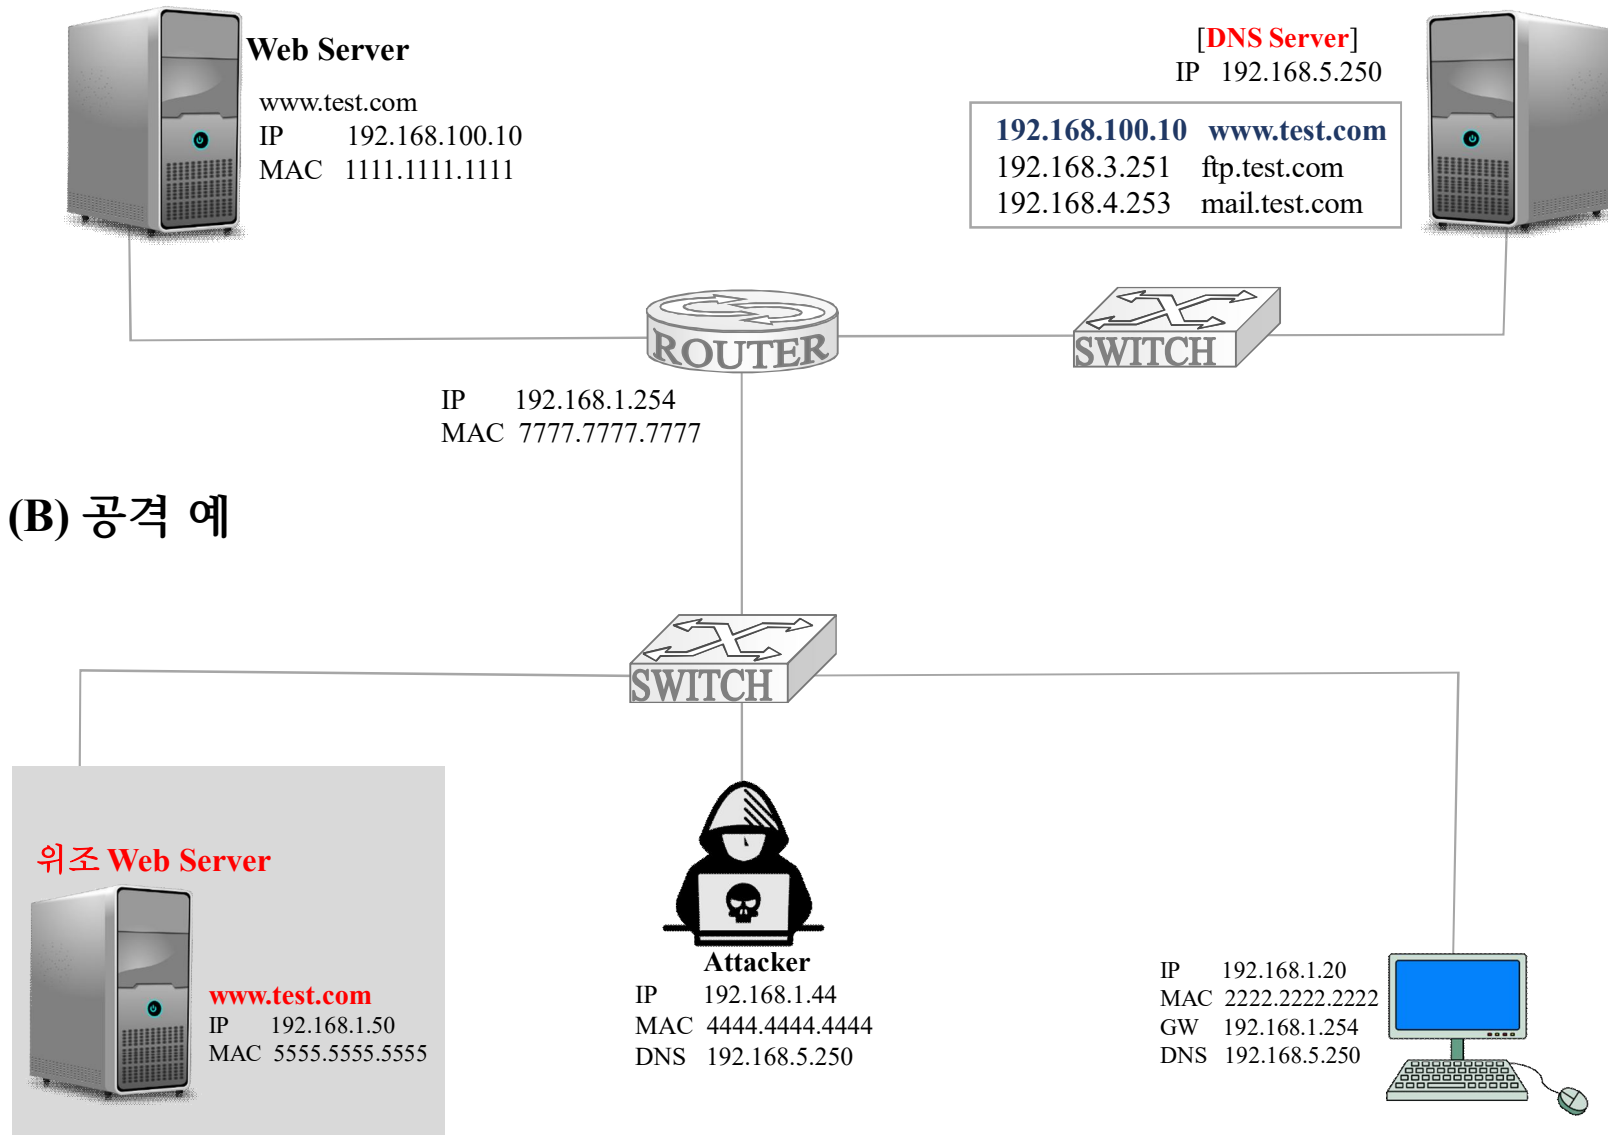 Web Server
www.test.com
IP 192.168.100.10
MAC 1111.1111.1111
[DNS Server]
IP 192.168.5.250
192.168.100.10 www.test.com
192.168.3.251 ftp.test.com
192.168.4.253 mail.test.com
ROUTER
SWITCH
IP 192.168.1.254
MAC 7777.7777.7777
(B) 공격 예
SWITCH
위조 Web Server
www.test.com
IP 192.168.1.50
MAC 5555.5555.5555
Attacker
IP 192.168.1.44
MAC 4444.4444.4444
DNS 192.168.5.250
IP 192.168.1.20
MAC 2222.2222.2222
GW 192.168.1.254
DNS 192.168.5.250